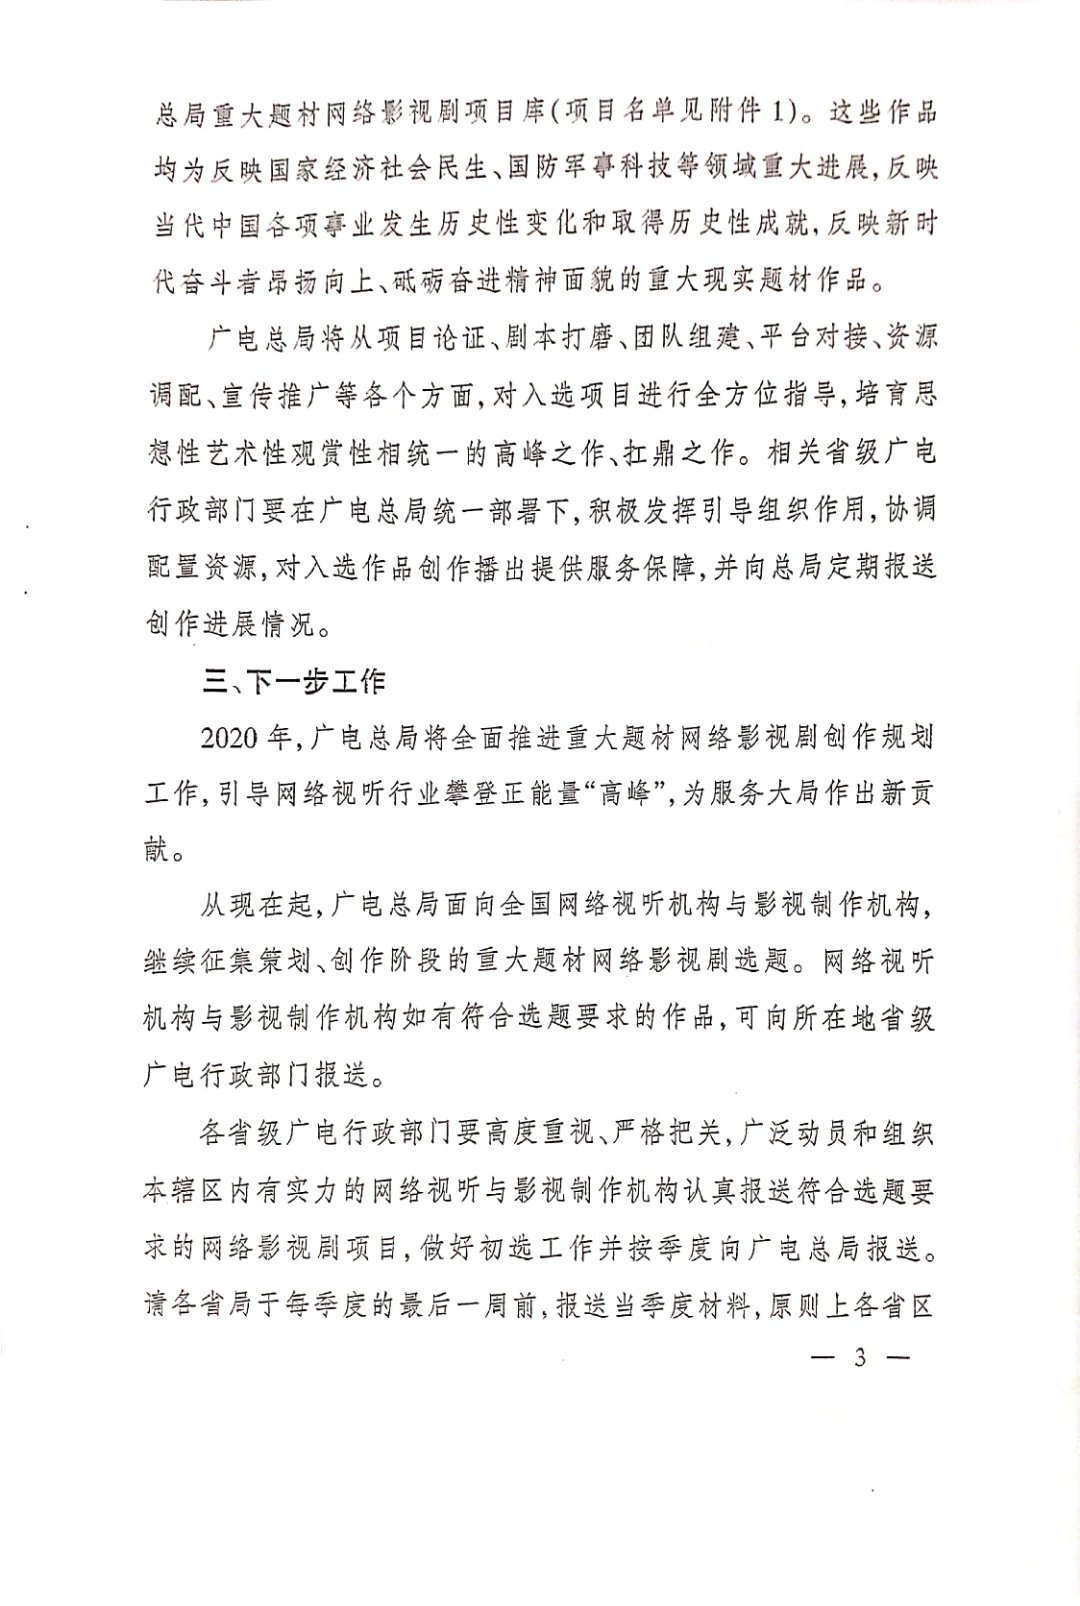 总局重大题材网络影视剧项目库(项目名单见附件1)。这些作品
均为反映国家经济社会民生、国防军事科技等领域重大进展,反映
当代中国各项事业发生历史性变化和取得历史性成就,反映新时
代奋斗者昂扬向上、砥砺奋进精神面貌的重大现实题材作品。
广电总局将从项目论证、剧本打磨、团队组建、平台对接、资源
调配、宣传推广等各个方面,对入选项目进行全方位指导,培育思
想性艺术性观赏性相统一的高峰之作、扛鼎之作。相关省级广电
行政部门要在广电总局统一部署下,积极发挥引导组织作用,协调
配置资源,对入选作品创作播出提供服务保障,并向总局定期报送
创作进展情况。
三、下一步工作
2020年,广电总局将全面推进重大题材网络影视剧创作规划
工作,引导网络视听行业攀登正能量“高峰”,为服务大局作出新贡
献。
从现在起,广电总局面向全国网络视听机构与影视制作机构,
继续征集策划、创作阶段的重大题材网络影视剧选题。网络视听
机构与影视制作机构如有符合选题要求的作品,可向所在地省级
广电行政部门报送。
各省级广电行政部门要高度重视、严格把关,广泛动员和组织
本辖区内有实力的网络视听与影视制作机构认真报送符合选题要
求的网络影视剧项目,做好初选工作并按季度向广电总局报送。
请各省局于每季度的最后一周前,报送当季度材料,原则上各省区
— 3 —